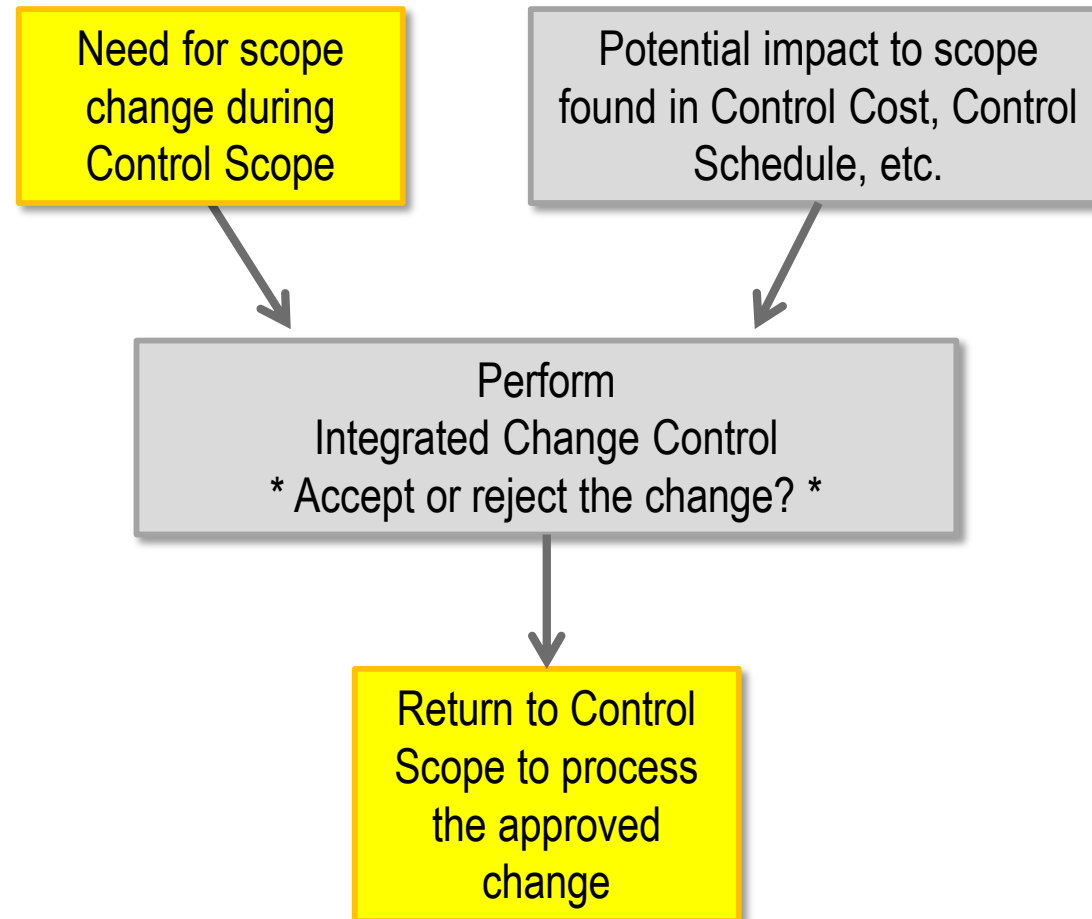 Need for scope
change during
Control Scope
Potential impact to scope
found in Control Cost, Control
Schedule, etc.
Perform
Integrated Change Control
* Accept or reject the change? *
Return to Control
Scope to process
the approved
change